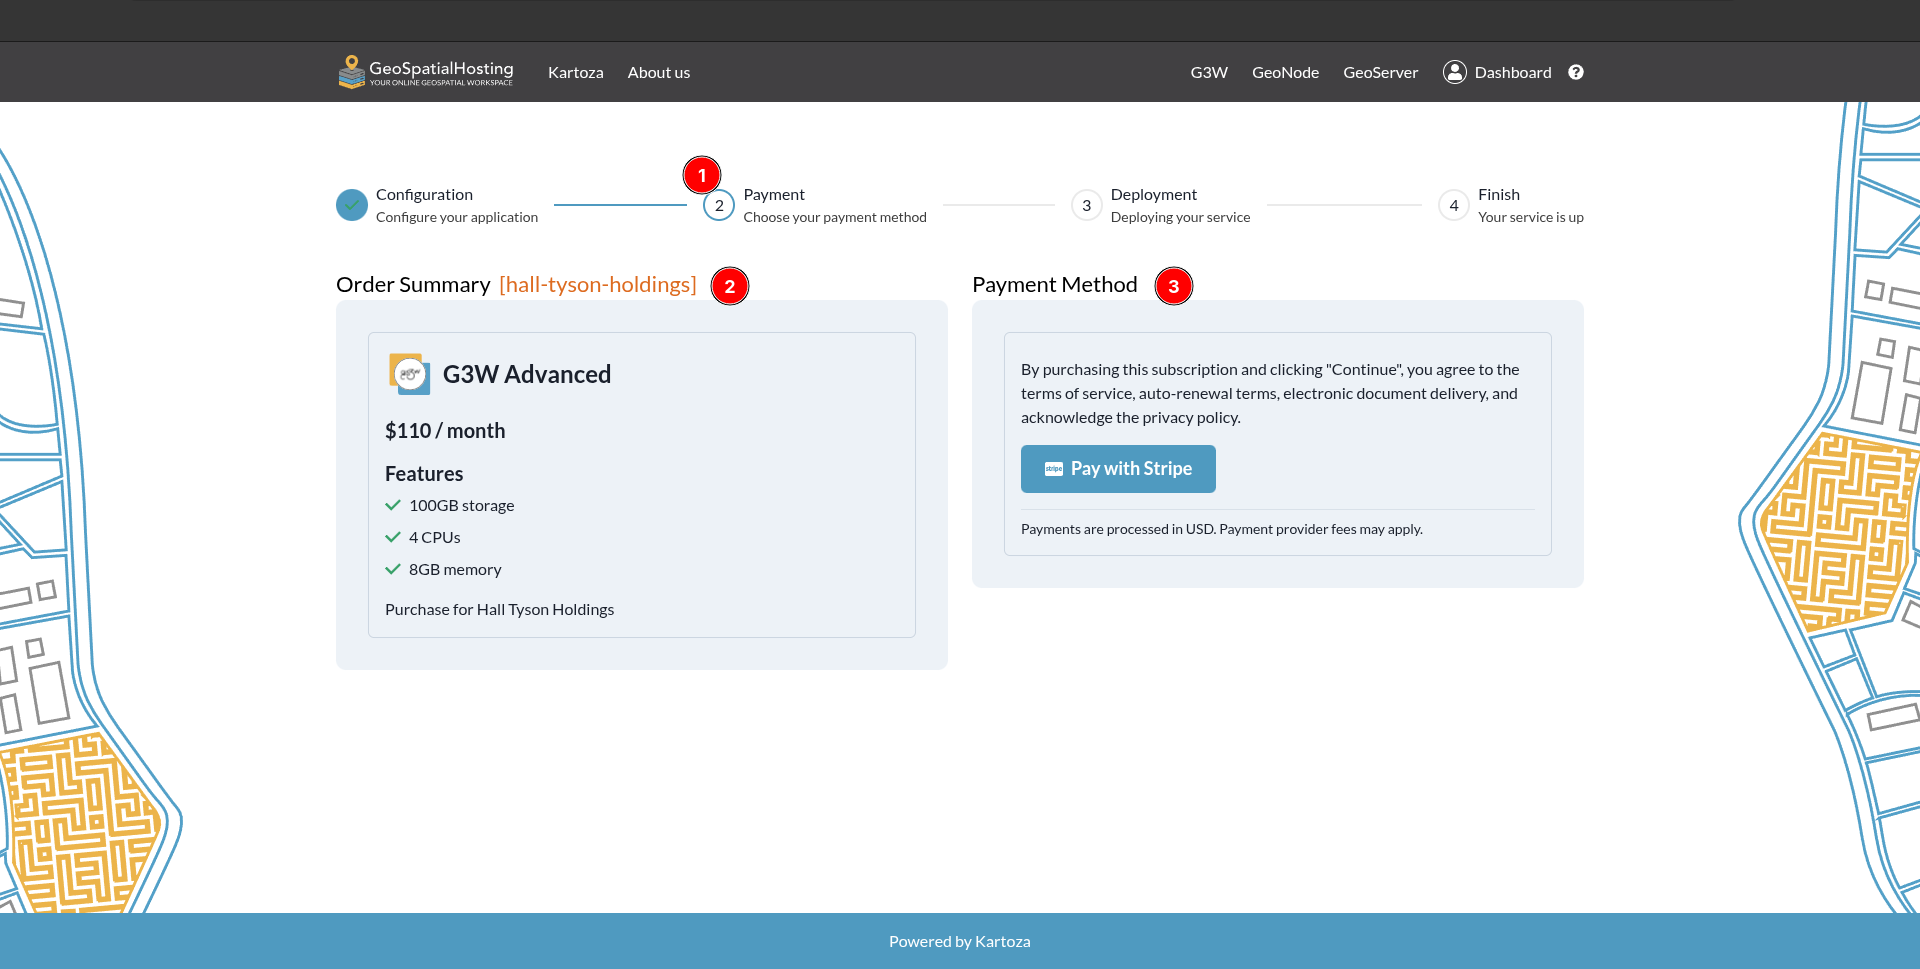 GeoSpatialHosting
YOUR ONLINE GEOSPATIAL WORKSPACE
Kartoza
About us
G3W
GeoNode
GeoServer
Dashboard
?
1
Configuration
Configure your application
2
Payment
Choose your payment method
3
Deployment
Deploying your service
4
Finish
Your service is up
Order Summary [hall-tyson-holdings]
2
Payment Method
3
G3W Advanced
$110 / month
Features
100GB storage
4 CPUs
8GB memory
Purchase for Hall Tyson Holdings
By purchasing this subscription and clicking "Continue", you agree to the
terms of service, auto-renewal terms, electronic document delivery, and
acknowledge the privacy policy.
stripe Pay with Stripe
Payments are processed in USD. Payment provider fees may apply.
Powered by Kartoza